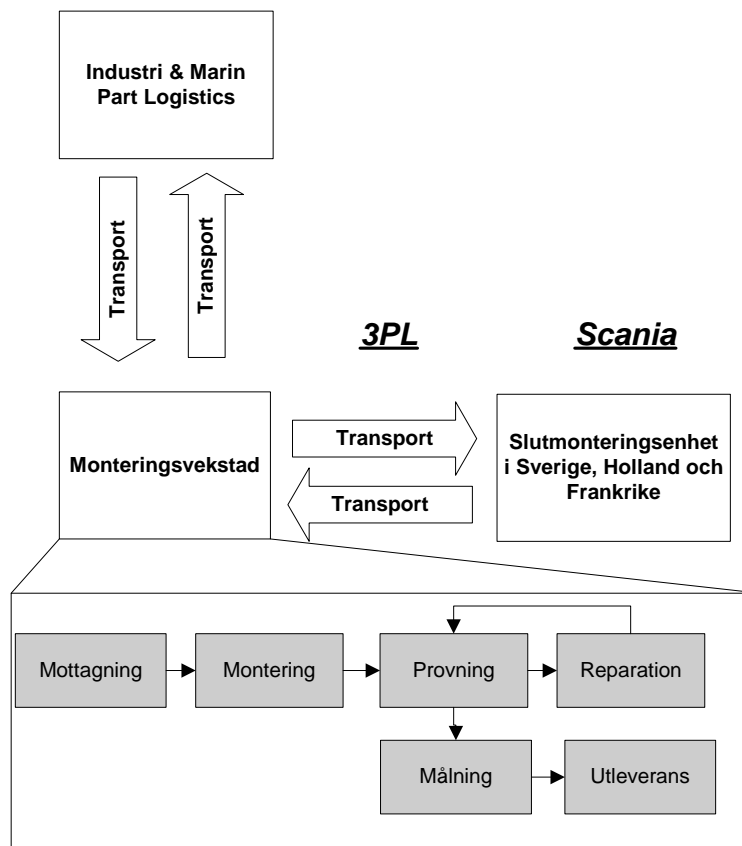 Industri & Marin
Part Logistics
Transport
Transport
3PL
Scania
Monteringsvekstad
Transport
Transport
Slutmonteringsenhet
i Sverige, Holland och
Frankrike
Mottagning
Montering
Provning
Reparation
Målning
Utleverans